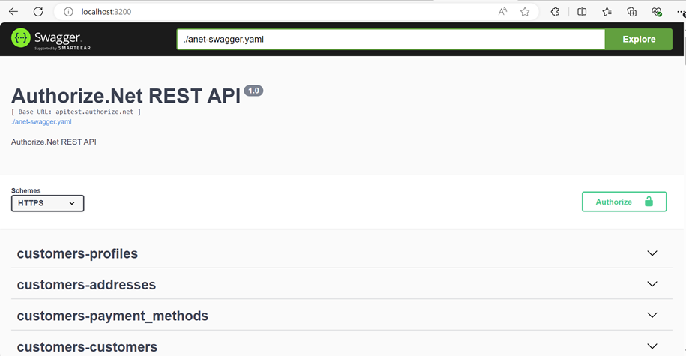 localhost:3200
Swagger.
Supported by SMARTBEAR
./anet-swagger.yaml
Explore
Authorize.Net REST API 1.0
[ Base URL: apitest.authorize.net ]
./anet-swagger.yaml
Authorize.Net REST API
Schemes
HTTPS
Authorize
customers-profiles
customers-addresses
customers-payment_methods
customers-customers